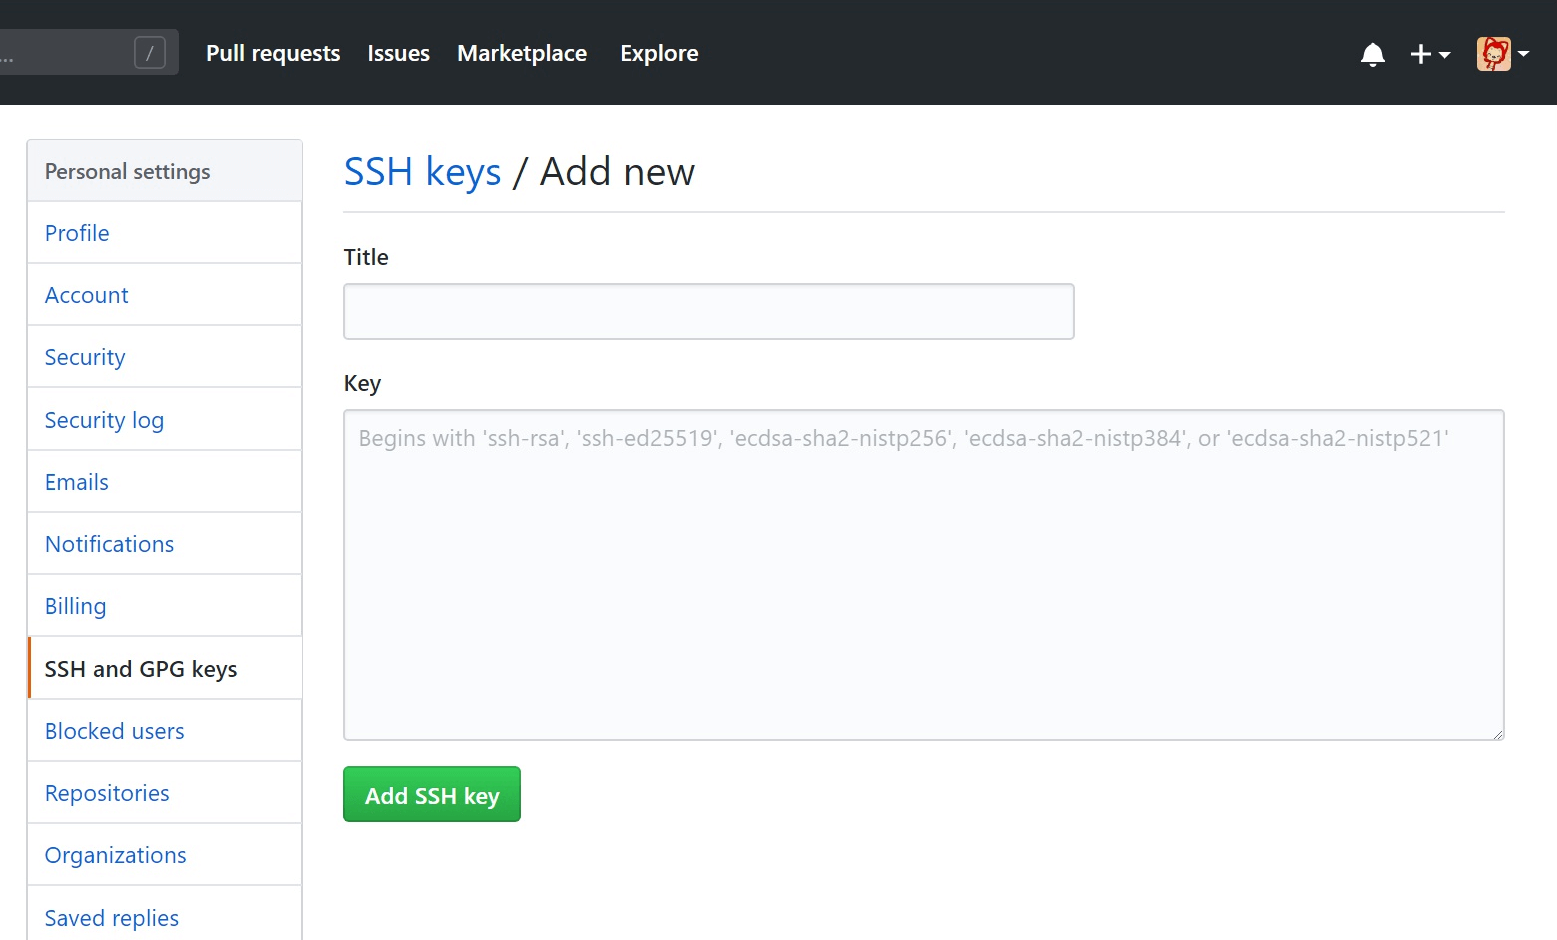 ... / Pull requests Issues Marketplace Explore
Personal settings
Profile
Account
Security
Security log
Emails
Notifications
Billing
SSH and GPG keys
Blocked users
Repositories
Organizations
Saved replies
SSH keys / Add new
Title
Key
Begins with 'ssh-rsa', 'ssh-ed25519', 'ecdsa-sha2-nistp256', 'ecdsa-sha2-nistp384', or 'ecdsa-sha2-nistp521'
Add SSH key